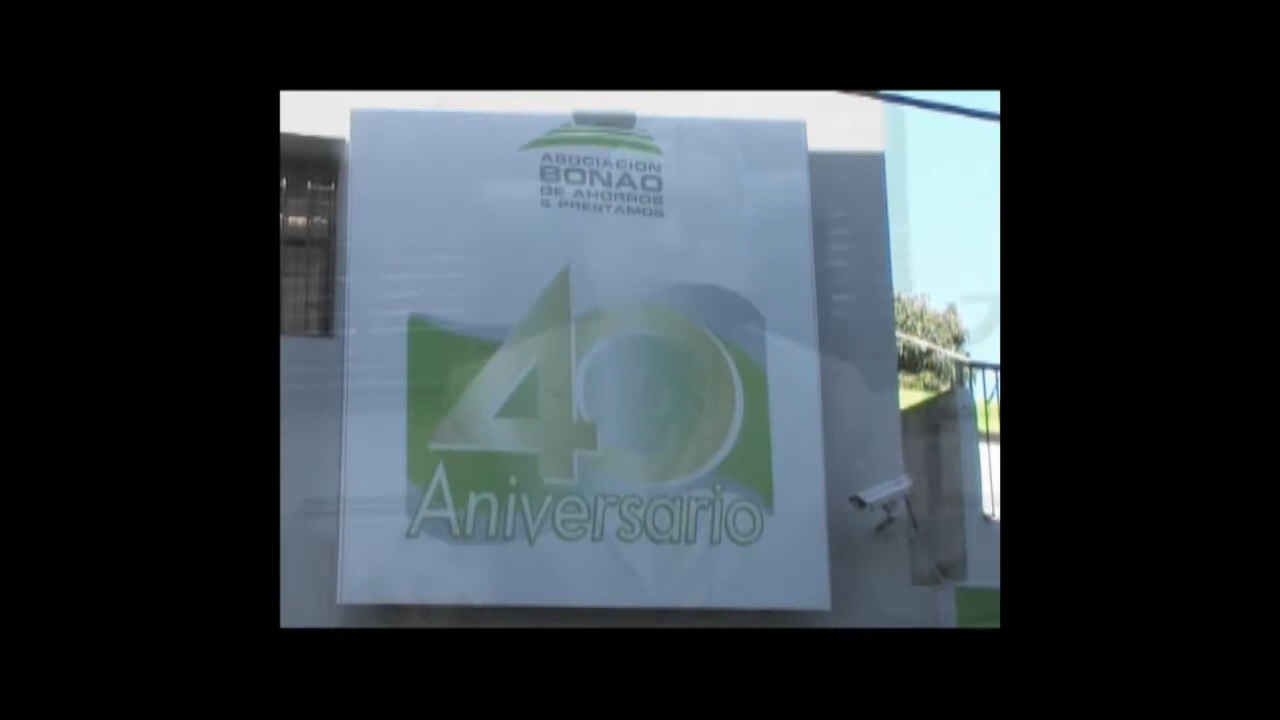 ASOCIACION
BONAO
DE AHORROS
& PRESTAMOS
40
Aniversario